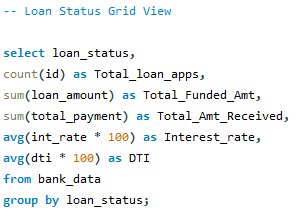 -- Loan Status Grid View
select loan_status,
count(id) as Total_loan_apps,
sum(loan_amount) as Total_Funded_Amt,
sum(total_payment) as Total_Amt_Received,
avg(int_rate * 100) as Interest_rate,
avg(dti * 100) as DTI
from bank_data
group by loan_status;